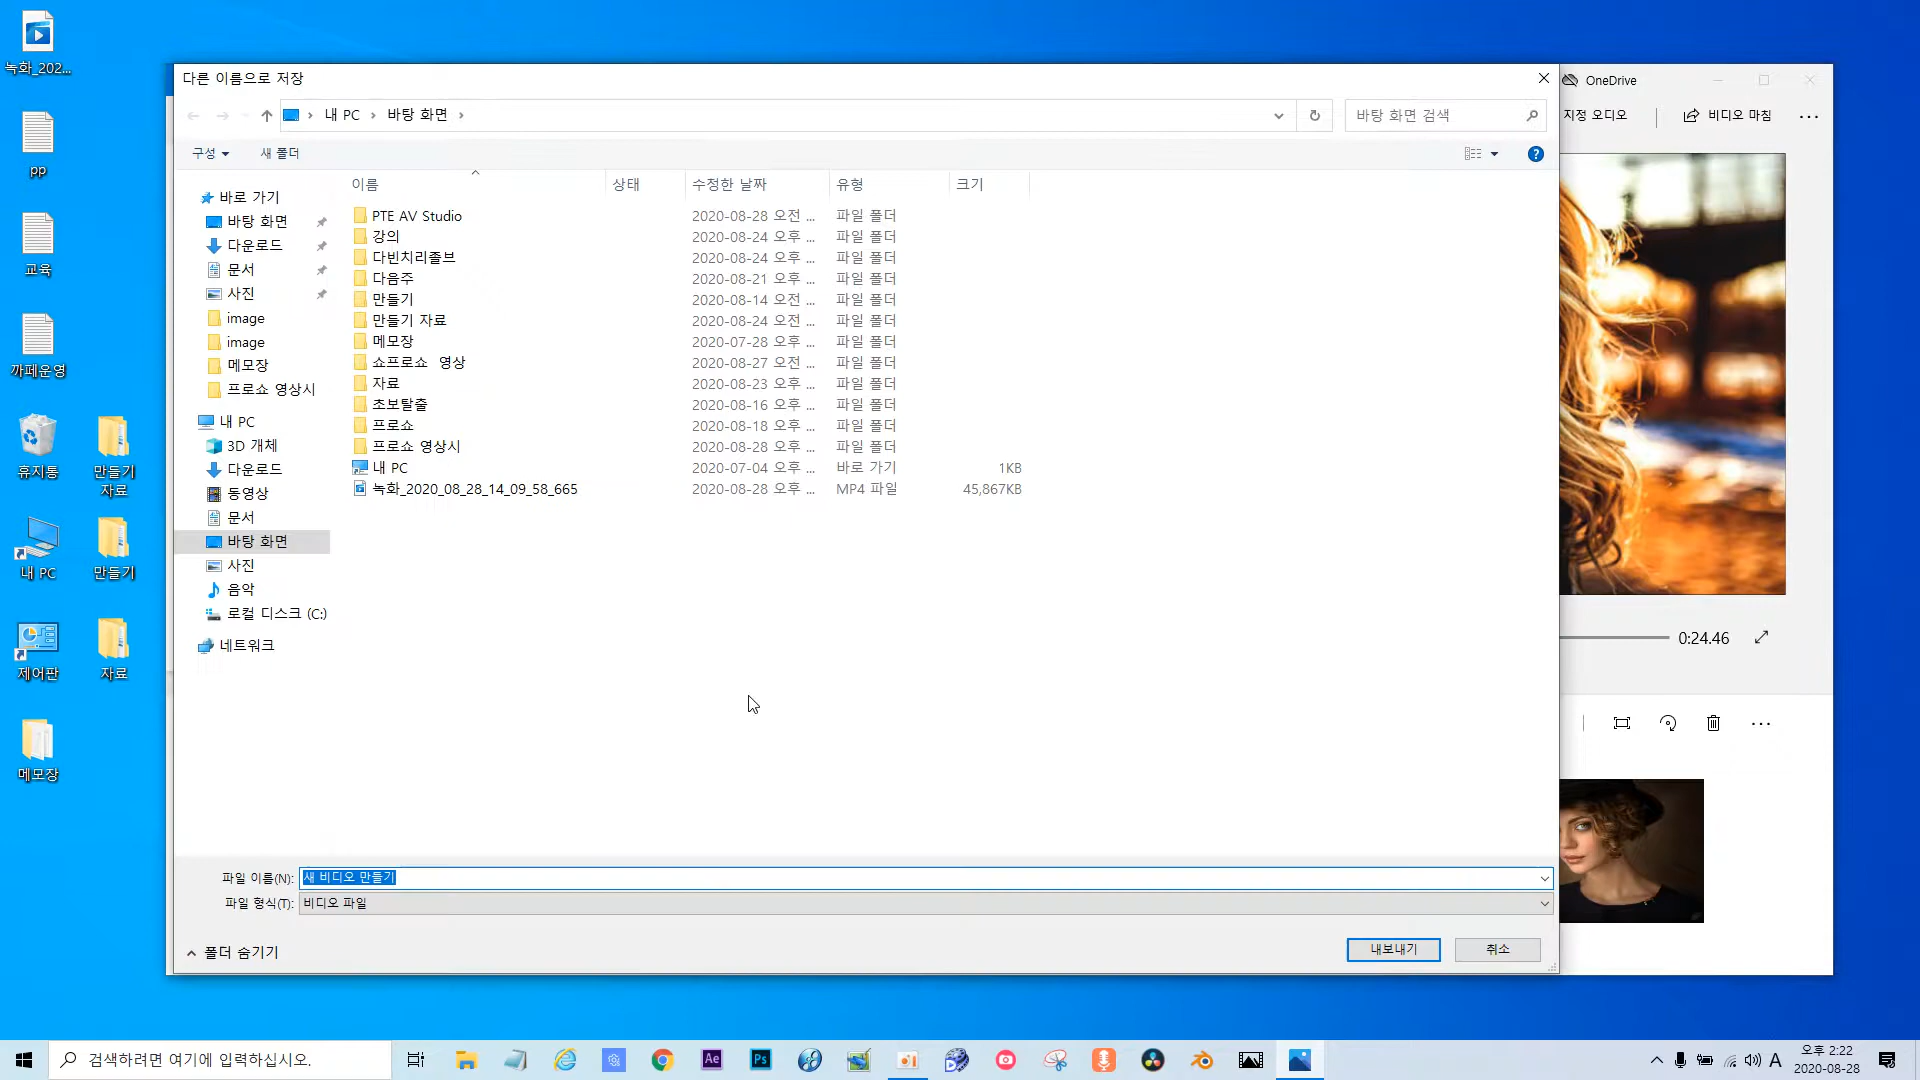 녹화_202...
pp
교육
까페운영
휴지통
만들기 자료
내 PC
만들기
제어판
자료
메모장
다른 이름으로 저장
내 PC
바탕 화면
바탕 화면 검색
구성
새 폴더
이름
상태
수정한 날짜
유형
크기
바로 가기
바탕 화면
다운로드
문서
사진
image
image
메모장
프로쇼 영상시
내 PC
3D 개체
다운로드
동영상
문서
바탕 화면
사진
음악
로컬 디스크 (C:)
네트워크
PTE AV Studio 2020-08-28 오전 ... 파일 폴더
강의 2020-08-24 오후 ... 파일 폴더
다빈치리졸브 2020-08-24 오후 ... 파일 폴더
다음주 2020-08-21 오후 ... 파일 폴더
만들기 2020-08-14 오전 ... 파일 폴더
만들기 자료 2020-08-24 오전 ... 파일 폴더
메모장 2020-07-28 오후 ... 파일 폴더
쇼프로쇼 영상 2020-08-27 오전 ... 파일 폴더
자료 2020-08-23 오후 ... 파일 폴더
초보탈출 2020-08-16 오후 ... 파일 폴더
프로쇼 2020-08-18 오후 ... 파일 폴더
프로쇼 영상시 2020-08-28 오후 ... 파일 폴더
내 PC 2020-07-04 오후 ... 바로 가기 1KB
녹화_2020_08_28_14_09_58_665 2020-08-28 오후 ... MP4 파일 45,867KB
파일 이름(N): 새 비디오 만들기
파일 형식(T): 비디오 파일
폴더 숨기기
내보내기
취소
OneDrive
지정 오디오
비디오 마침
0:24.46
검색하려면 여기에 입력하십시오.
Ae
Ps
A
오후 2:22
2020-08-28